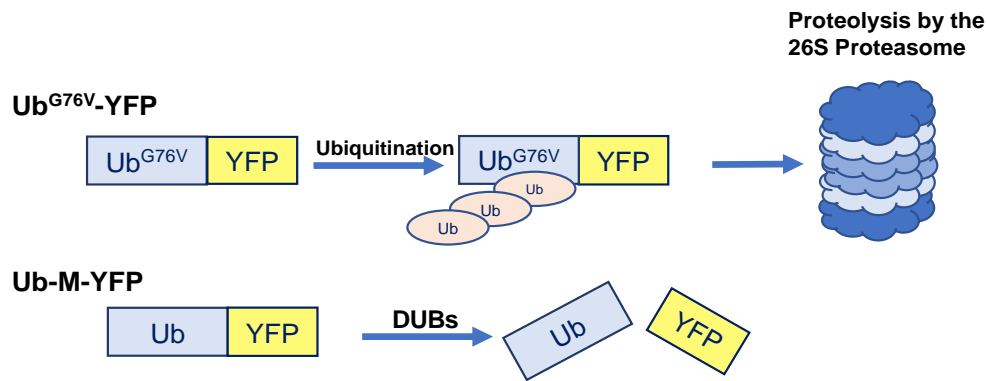 Proteolysis by the
26S Proteasome
Ub^G76V-YFP
Ub^G76V YFP
Ubiquitination
Ub^G76V YFP
Ub
Ub
Ub
Ub-M-YFP
Ub YFP
DUBs
Ub
YFP